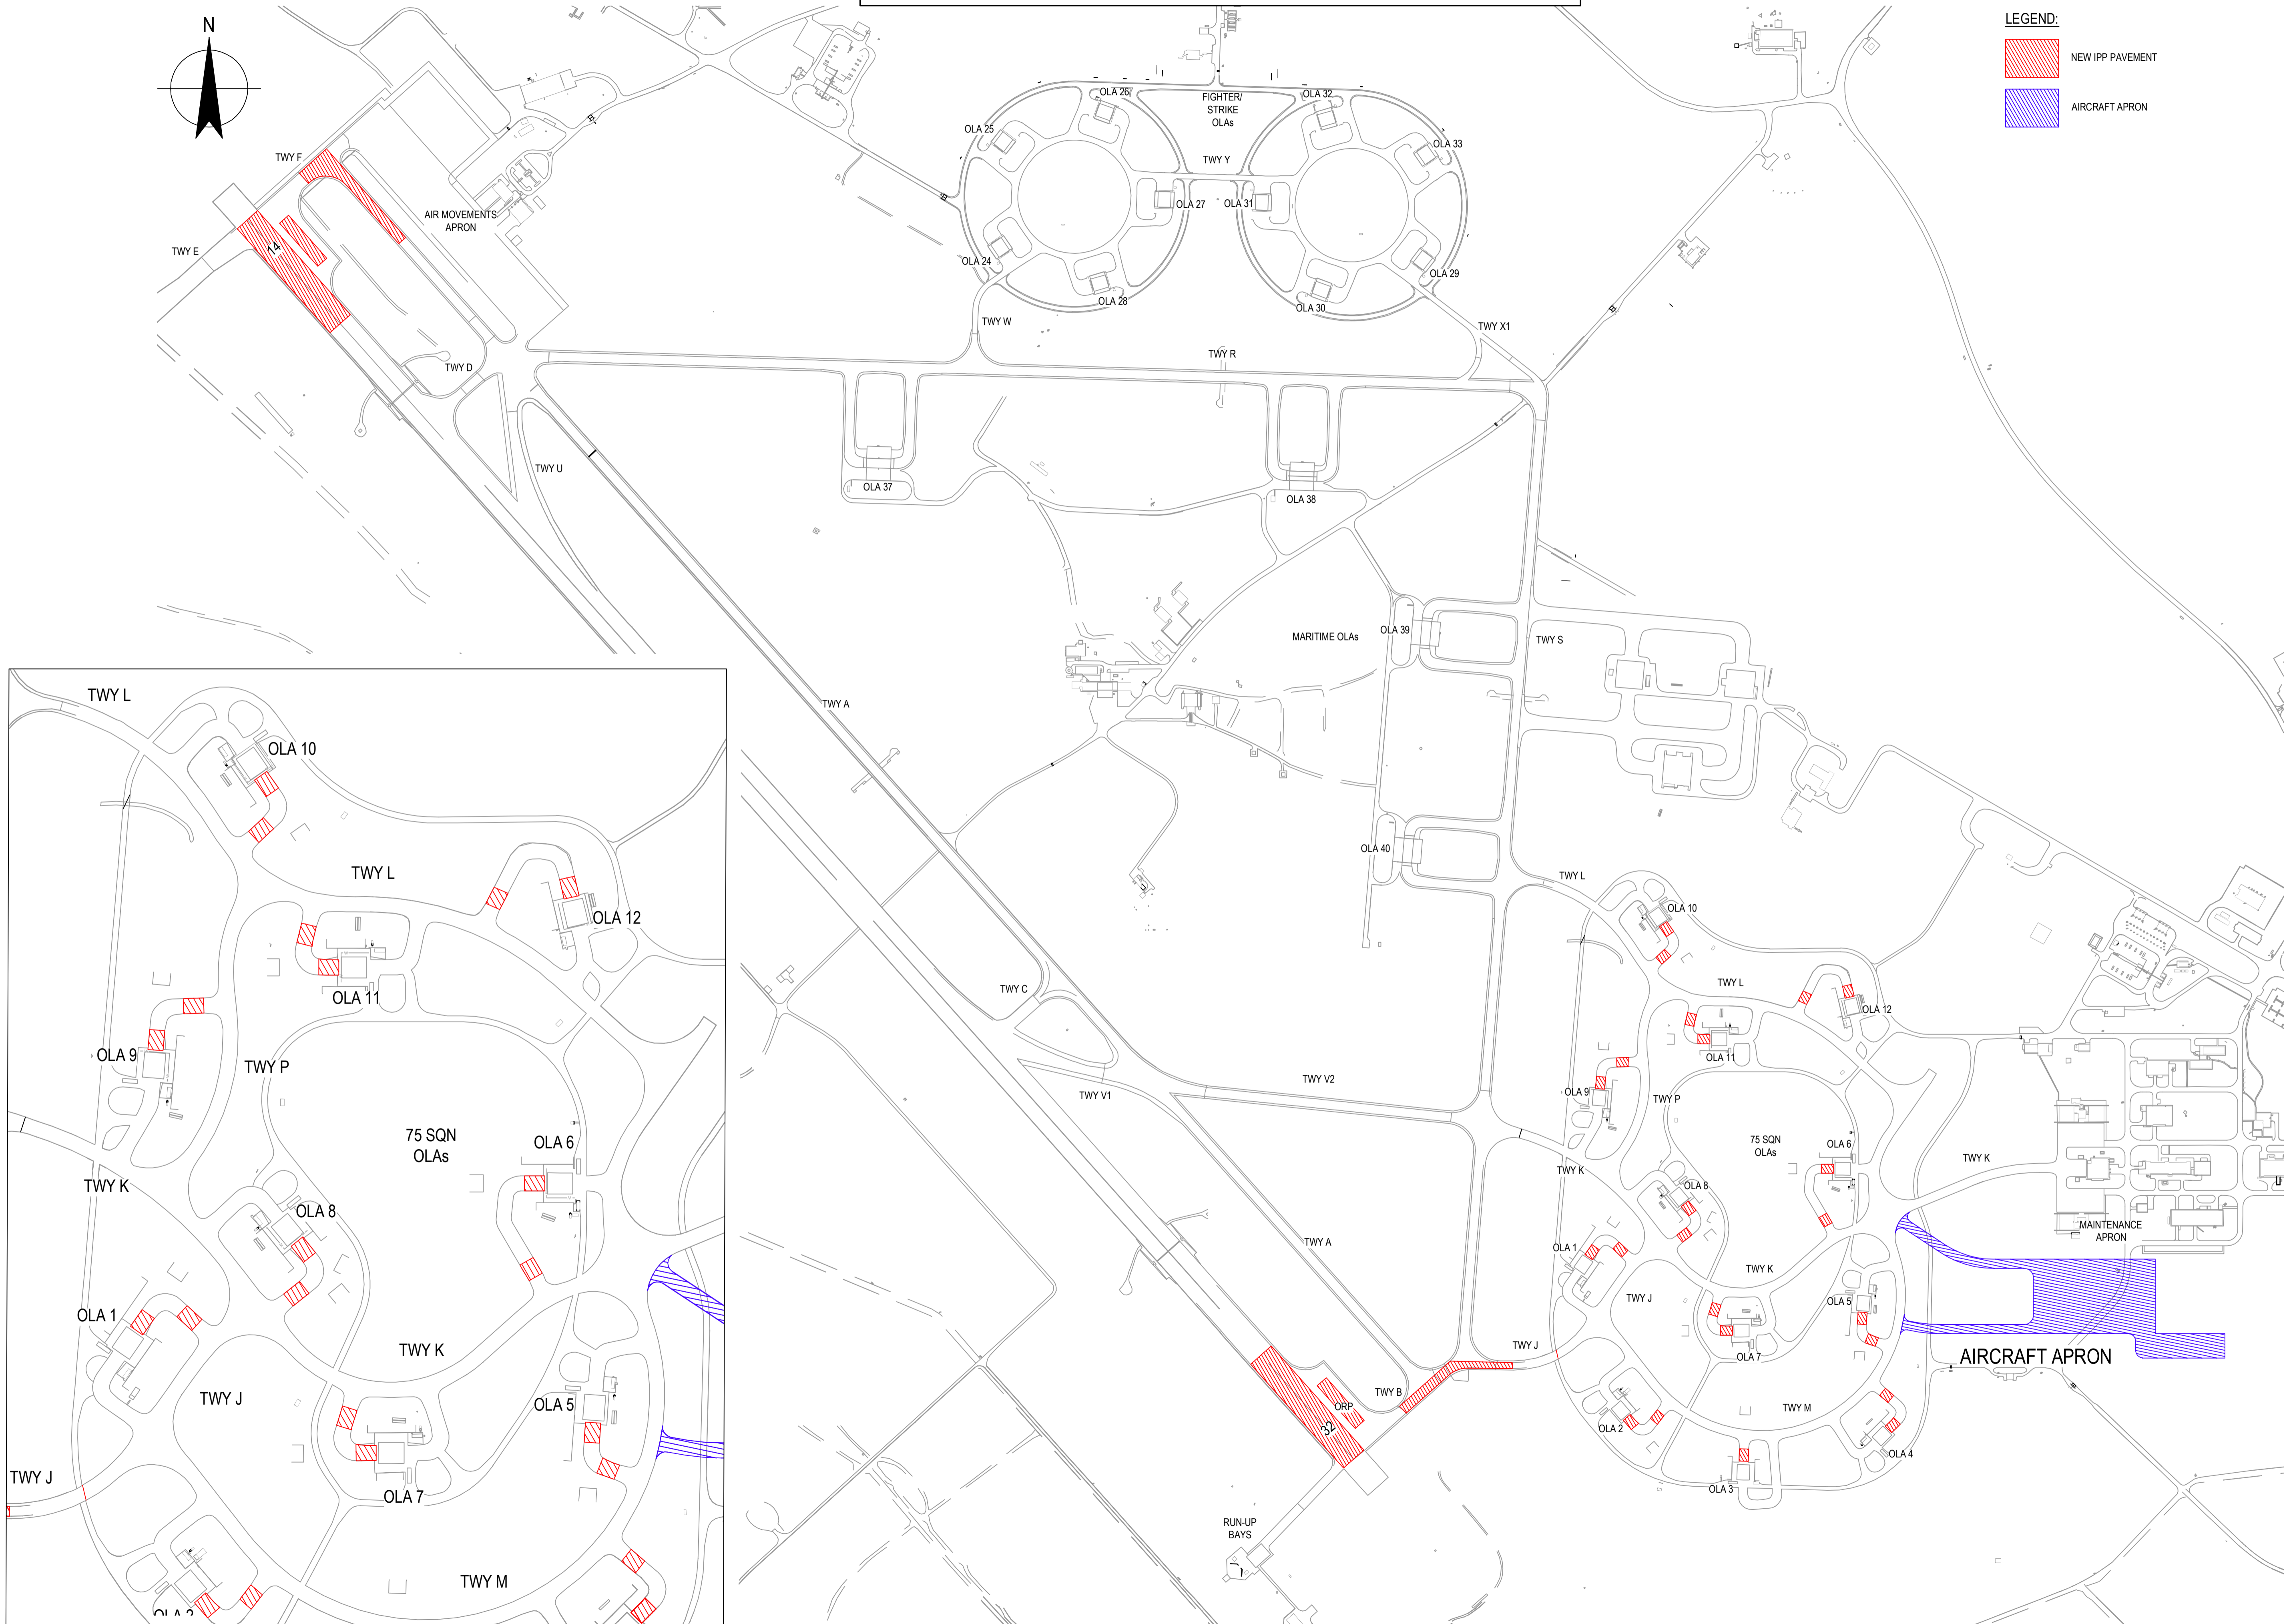 N
LEGEND:
NEW IPP PAVEMENT
AIRCRAFT APRON
TWY F
14
AIR MOVEMENTS
APRON
TWY E
TWY D
TWY U
OLA 25
OLA 26
FIGHTER/
STRIKE
OLAs
OLA 32
OLA 33
TWY Y
OLA 27
OLA 31
OLA 24
OLA 28
OLA 30
OLA 29
TWY W
TWY R
TWY X1
OLA 37
OLA 38
MARITIME OLAs
OLA 39
TWY S
TWY A
OLA 40
TWY L
OLA 10
TWY L
OLA 12
OLA 11
TWY C
TWY V2
TWY V1
OLA 9
TWY P
75 SQN
OLAs
OLA 6
TWY K
TWY K
OLA 8
MAINTENANCE
APRON
TWY A
OLA 1
TWY K
TWY J
OLA 5
TWY J
OLA 7
AIRCRAFT APRON
TWY B
ORP
32
TWY M
OLA 2
OLA 4
OLA 3
RUN-UP
BAYS
TWY L
OLA 10
TWY L
OLA 12
OLA 11
OLA 9
TWY P
75 SQN
OLAs
OLA 6
TWY K
OLA 8
OLA 1
TWY K
TWY J
OLA 5
TWY J
OLA 7
TWY M
OLA 2